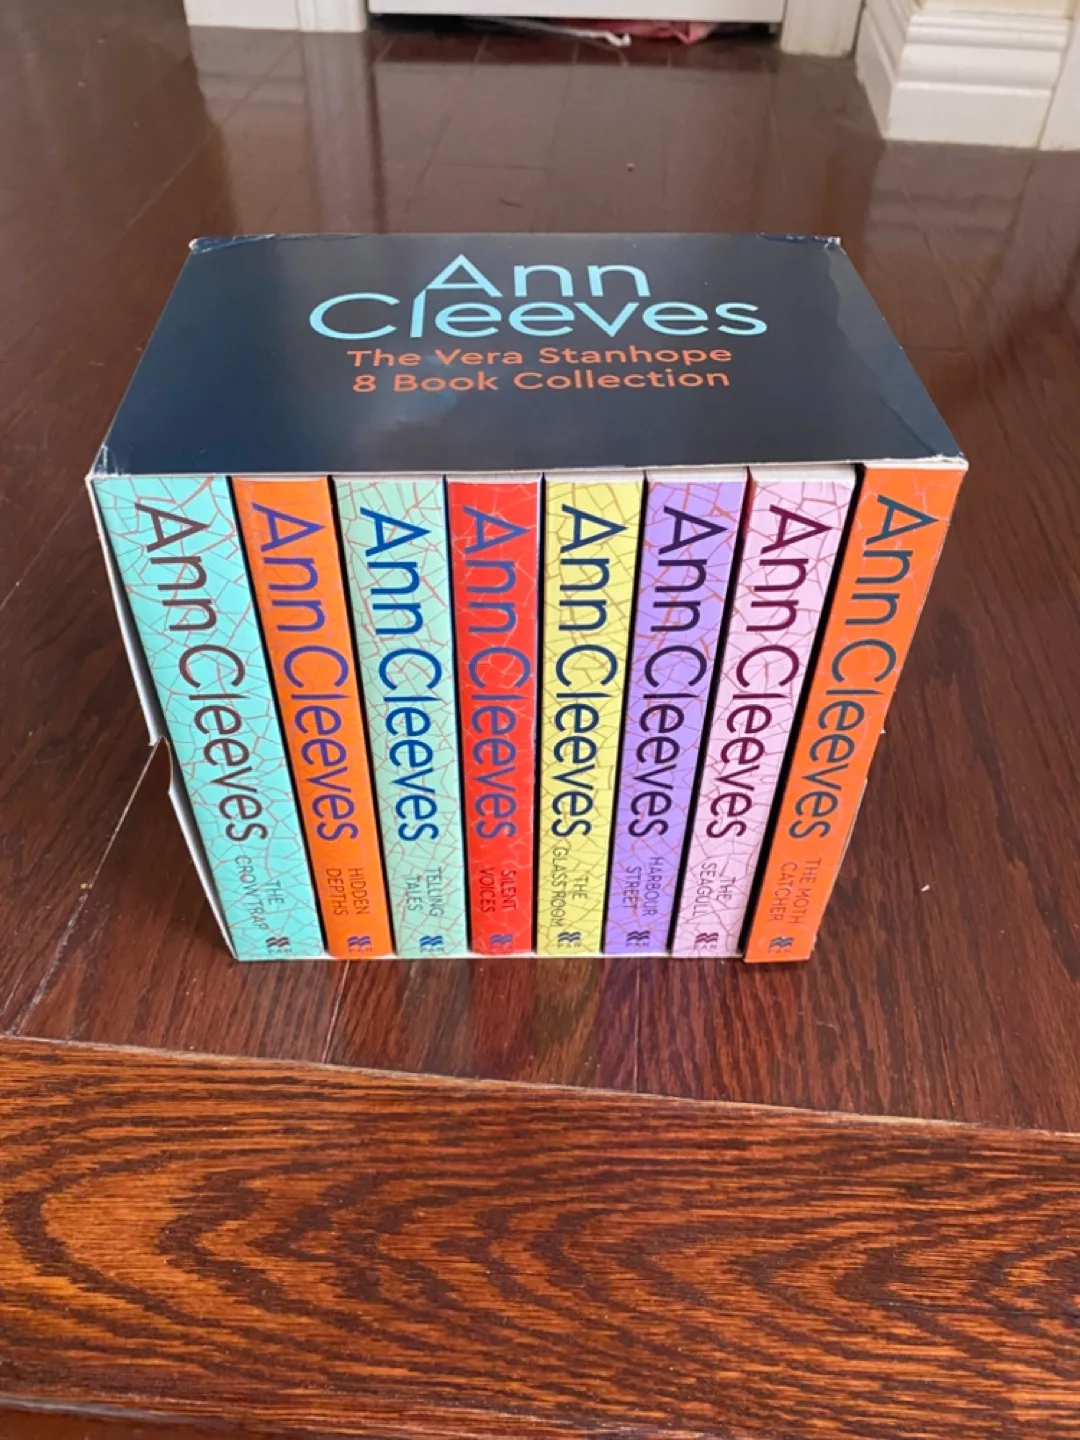 Ann
Cleeves
The Vera Stanhope
8 Book Collection
Ann Cleeves
THE
CROW TRAP
Ann Cleeves
HIDDEN
DEPTHS
Ann Cleeves
TELLING
TALES
Ann Cleeves
SILENT
VOICES
Ann Cleeves
THE
GLASS ROOM
Ann Cleeves
HARBOUR
STREET
Ann Cleeves
THE
SEAGULL
Ann Cleeves
THE MOTH
CATCHER